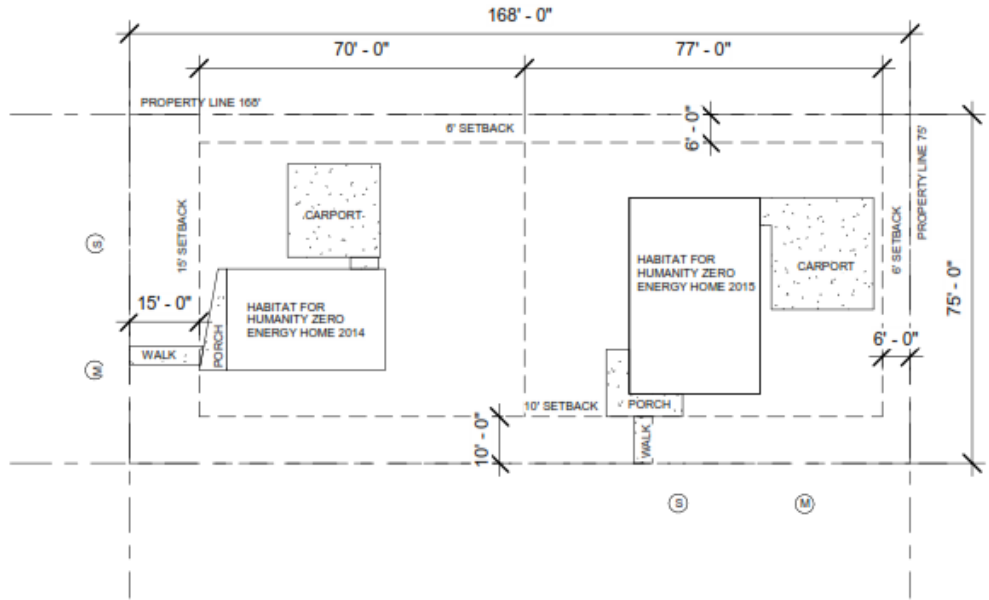 168' - 0"
70' - 0"
77' - 0"
PROPERTY LINE 168'
6' SETBACK
6' - 0"
PROPERTY LINE 75'
CARPORT
15' SETBACK
6' SETBACK
S
HABITAT FOR
HUMANITY ZERO
ENERGY HOME 2015
CARPORT
75' - 0"
15' - 0"
HABITAT FOR
HUMANITY ZERO
ENERGY HOME 2014
PORCH
WALK
M
6' - 0"
10' SETBACK
PORCH
10' - 0"
WALK
S
M